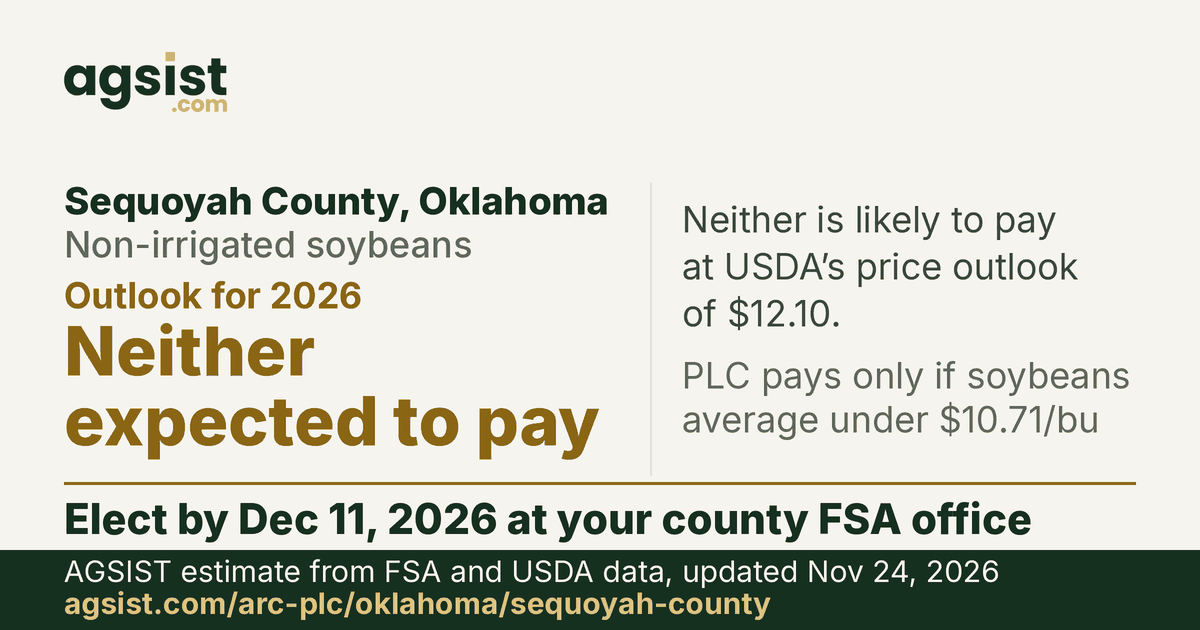 agsist
.com
Sequoyah County, Oklahoma
Non-irrigated soybeans
Outlook for 2026
Neither
expected to pay
Neither is likely to pay
at USDA’s price outlook
of $12.10.
PLC pays only if soybeans
average under $10.71/bu
Elect by Dec 11, 2026 at your county FSA office
AGSIST estimate from FSA and USDA data, updated Nov 24, 2026
agsist.com/arc-plc/oklahoma/sequoyah-county